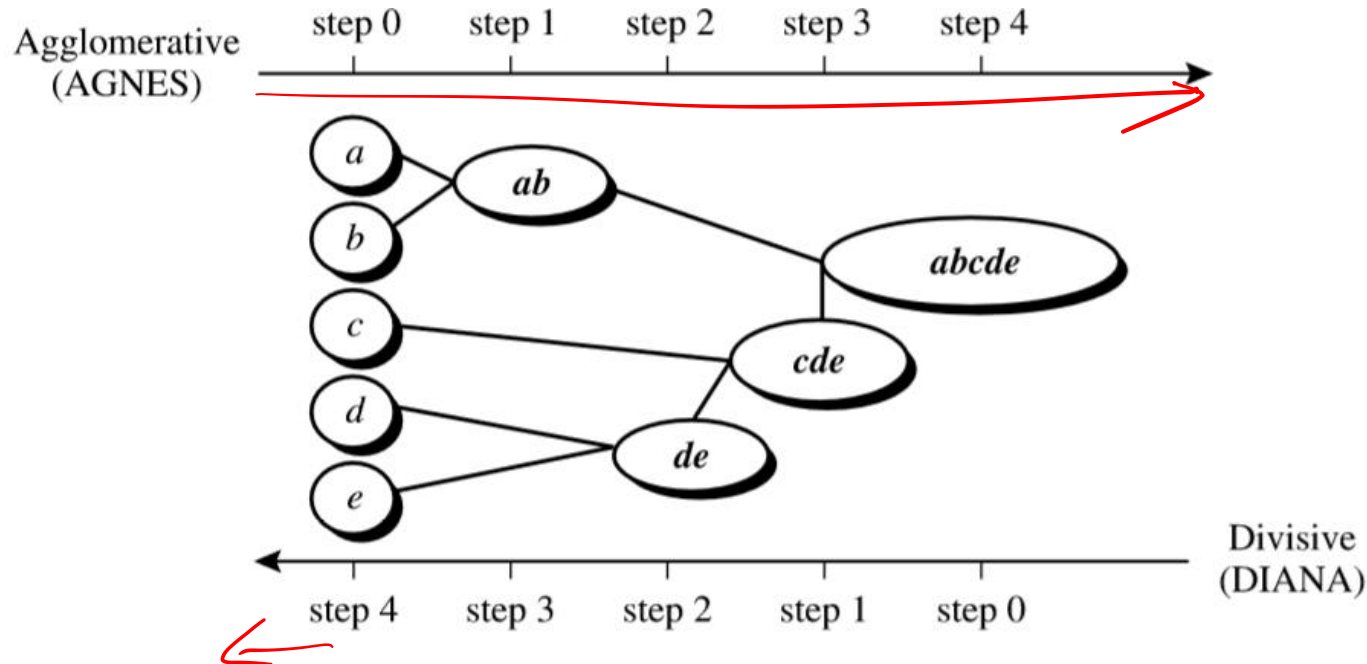 step 0 step 1 step 2 step 3 step 4
Agglomerative
(AGNES)
a
ab
b
abcde
c
cde
d
de
e
Divisive
(DIANA)
step 4 step 3 step 2 step 1 step 0